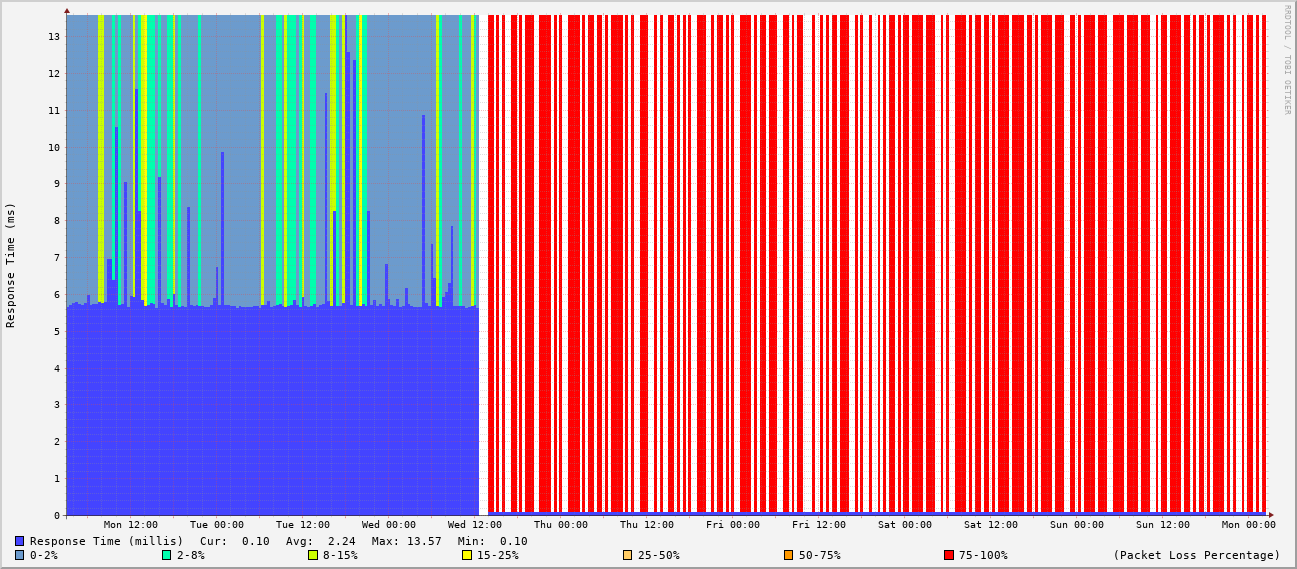 RRDTOOL / TOBI OETIKER
Response Time (ms)
13
12
11
10
9
8
7
6
5
4
3
2
1
0
Mon 12:00 Tue 00:00 Tue 12:00 Wed 00:00 Wed 12:00 Thu 00:00 Thu 12:00 Fri 00:00 Fri 12:00 Sat 00:00 Sat 12:00 Sun 00:00 Sun 12:00 Mon 00:00
Response Time (millis) Cur: 0.10 Avg: 2.24 Max: 13.57 Min: 0.10
0-2% 2-8% 8-15% 15-25% 25-50% 50-75% 75-100% (Packet Loss Percentage)